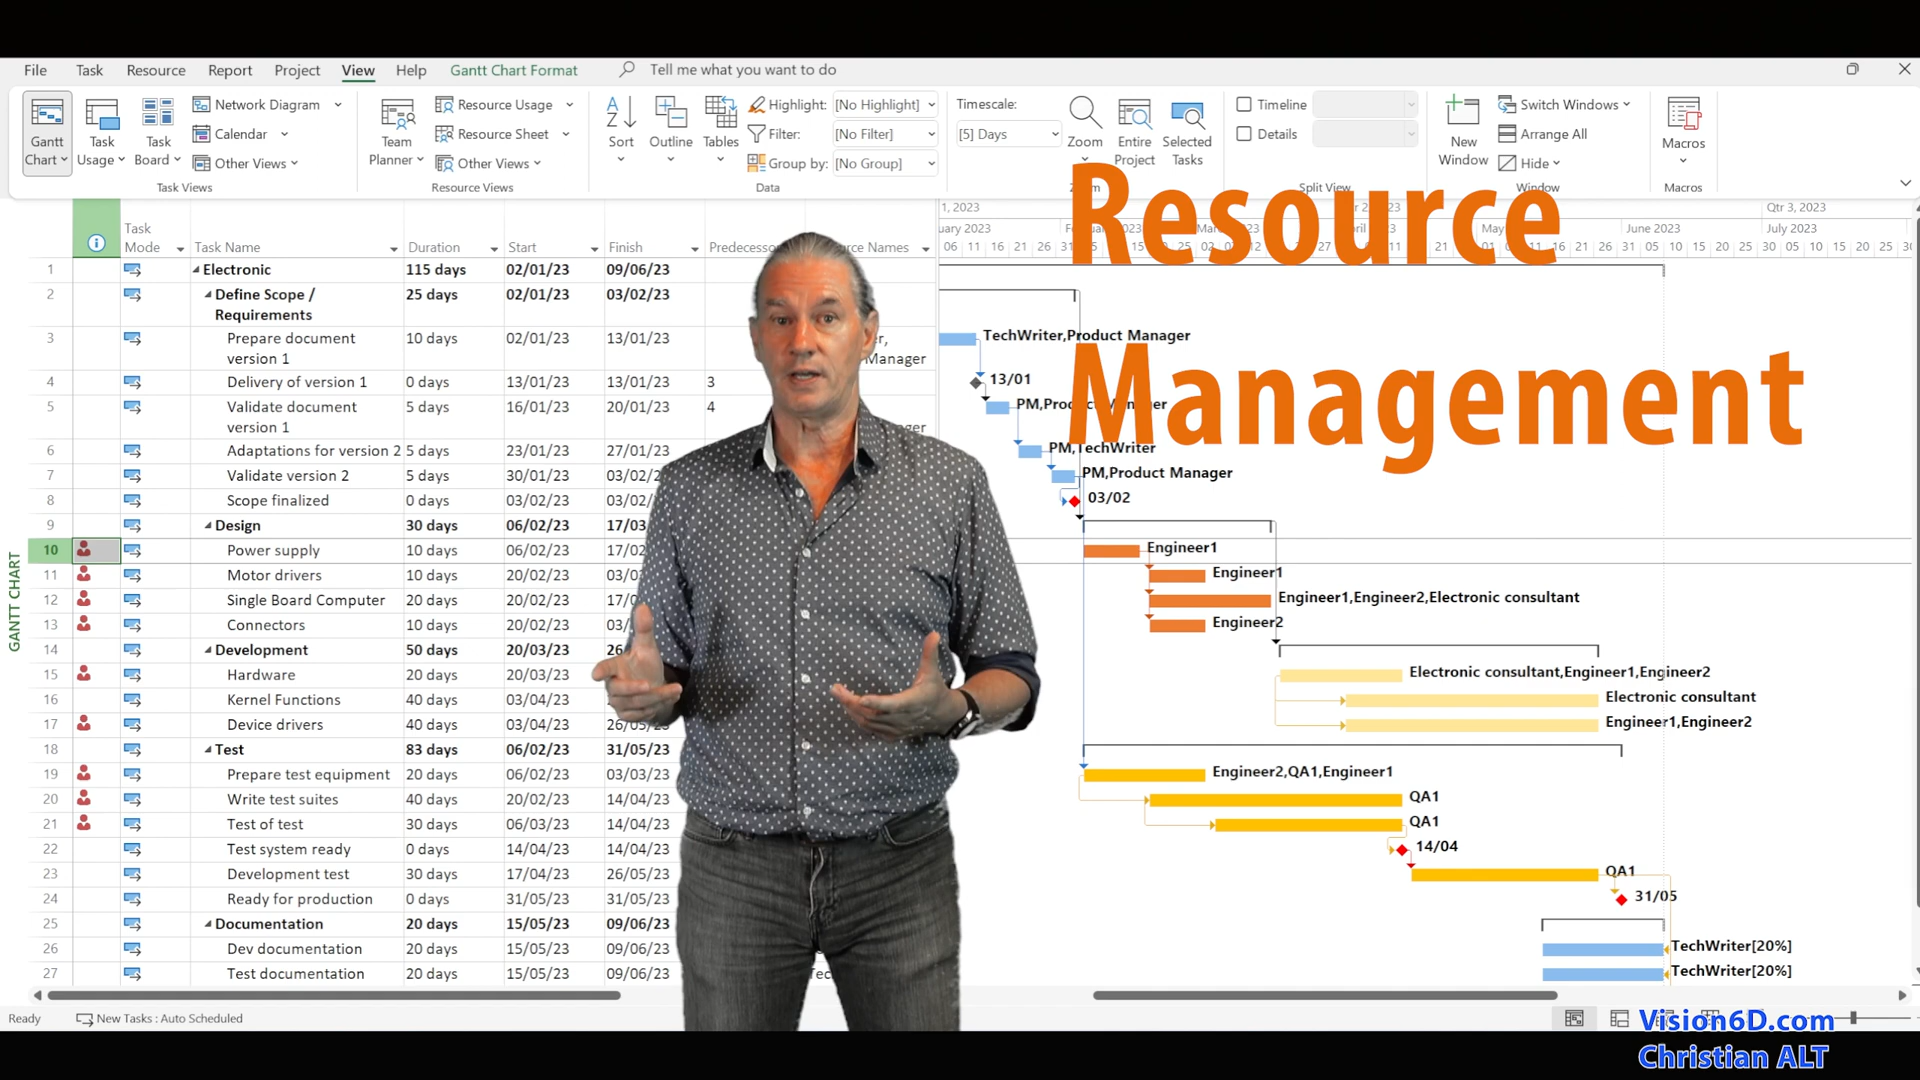 File Task Resource Report Project View Help Gantt Chart Format Tell me what you want to do
Gantt Chart
Task Usage
Task Board
Network Diagram
Calendar
Other Views
Task Views
Team Planner
Resource Usage
Resource Sheet
Other Views
Resource Views
Sort
Outline
Tables
Highlight: [No Highlight]
Filter: [No Filter]
Group by: [No Group]
Data
Timescale:
[5] Days
Zoom
Entire Project
Selected Tasks
Timeline
Details
Split View
New Window
Switch Windows
Arrange All
Hide
Window
Macros
Macros
Resource
Management
Task Mode Task Name Duration Start Finish
1 Electronic 115 days 02/01/23 09/06/23
2 Define Scope / Requirements 25 days 02/01/23 03/02/23
3 Prepare document version 1 10 days 02/01/23 13/01/23
4 Delivery of version 1 0 days 13/01/23 13/01/23 3
5 Validate document version 1 5 days 16/01/23 20/01/23 4
6 Adaptations for version 2 5 days 23/01/23 27/01/23
7 Validate version 2 5 days 30/01/23
8 Scope finalized 0 days 03/02/23
9 Design 30 days 06/02/23
10 Power supply 10 days 06/02/23
11 Motor drivers 10 days 20/02/23
12 Single Board Computer 20 days 20/02/23
13 Connectors 10 days 20/02/23
14 Development 50 days 20/03/23
15 Hardware 20 days 20/03/23
16 Kernel Functions 40 days 03/04/23
17 Device drivers 40 days 03/04/23
18 Test 83 days 06/02/23 31/05/23
19 Prepare test equipment 20 days 06/02/23 03/03/23
20 Write test suites 40 days 20/02/23 14/04/23
21 Test of test 30 days 06/03/23 14/04/23
22 Test system ready 0 days 14/04/23 14/04/23
23 Development test 30 days 17/04/23 26/05/23
24 Ready for production 0 days 31/05/23 31/05/23
25 Documentation 20 days 15/05/23 09/06/23
26 Dev documentation 20 days 15/05/23 09/06/23
27 Test documentation 20 days 15/05/23 09/06/23
GANTT CHART
1, 2023 Qtr 3, 2023
June 2023 July 2023
TechWriter,Product Manager
13/01
PM,Product Manager
PM,TechWriter
PM,Product Manager
03/02
Engineer1
Engineer1
Engineer1,Engineer2,Electronic consultant
Engineer2
Electronic consultant,Engineer1,Engineer2
Electronic consultant
Engineer1,Engineer2
Engineer2,QA1,Engineer1
QA1
QA1
14/04
QA1
31/05
TechWriter[20%]
TechWriter[20%]
Ready New Tasks : Auto Scheduled
Vision6D.com
Christian ALT